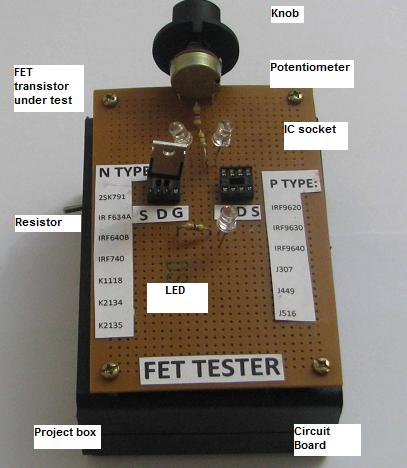 Knob
FET
transistor
under test
Potentiometer
IC socket
N TYPE
2SK791
IR F634A
IRF640B
IRF740
K1118
K2134
K2135
S D G
D S
P TYPE:
IRF9620
IRF9630
IRF9640
J307
J449
J516
Resistor
LED
FET TESTER
Project box
Circuit
Board